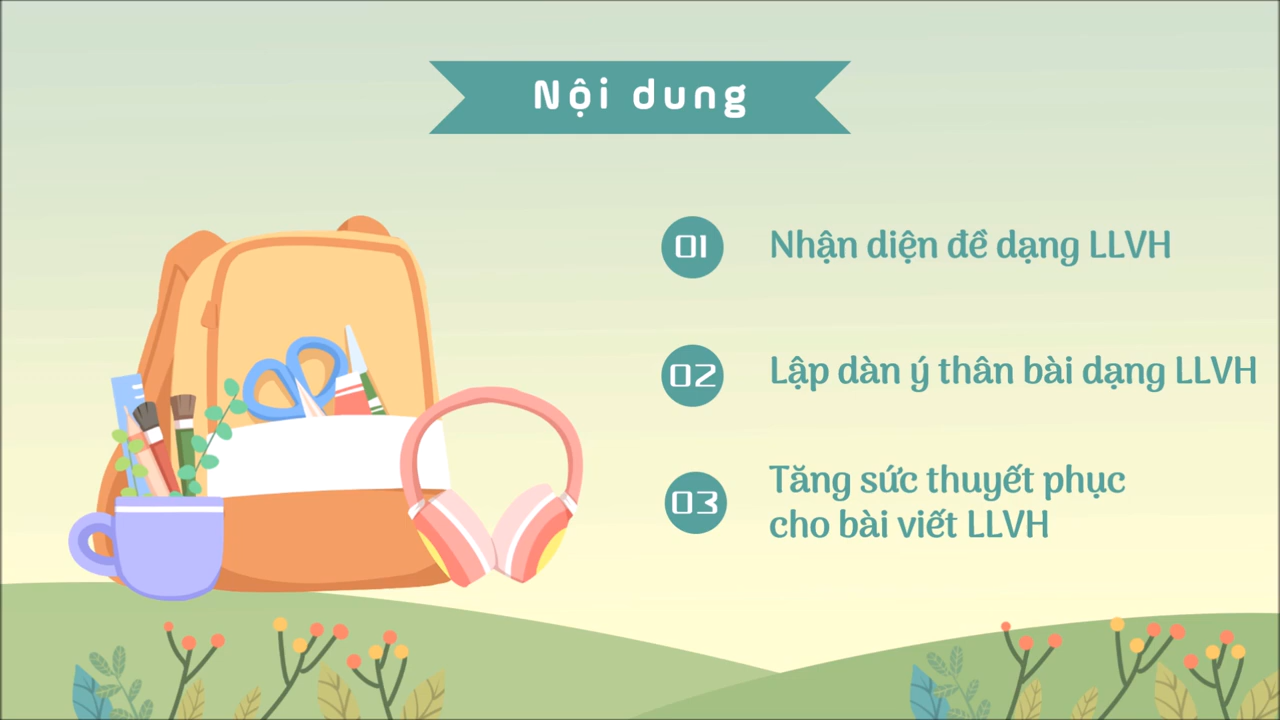 Nội dung
01 Nhận diện đề dạng LLVH
02 Lập dàn ý thân bài dạng LLVH
03 Tăng sức thuyết phục
cho bài viết LLVH